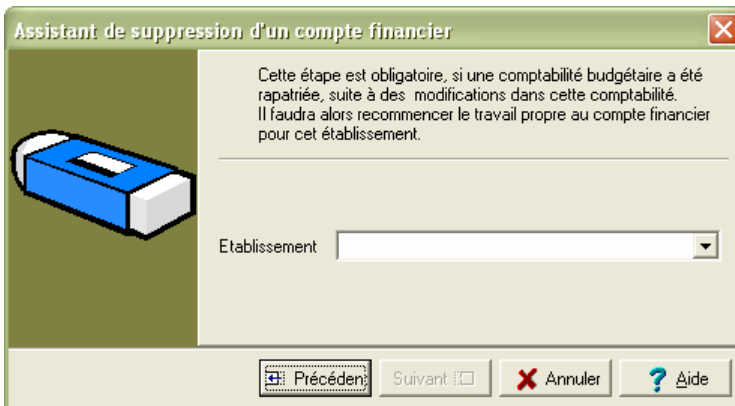 Assistant de suppression d'un compte financier
Cette étape est obligatoire, si une comptabilité budgétaire a été
rapatriée, suite à des modifications dans cette comptabilité.
Il faudra alors recommencer le travail propre au compte financier
pour cet établissement.
Etablissement
Précéden
Suivant
Annuler
? Aide